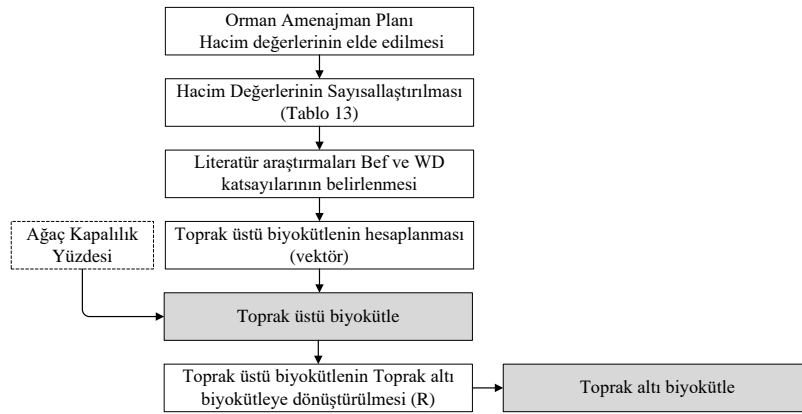 Orman Amenajman Planı
Hacim değerlerinin elde edilmesi
Hacim Değerlerinin Sayısallaştırılması
(Tablo 13)
Literatür araştırmaları Bef ve WD
katsayılarının belirlenmesi
Ağaç Kapalılık
Yüzdesi
Toprak üstü biyokütlenin hesaplanması
(vektör)
Toprak üstü biyokütle
Toprak üstü biyokütlenin Toprak altı
biyokütleye dönüştürülmesi (R)
Toprak altı biyokütle